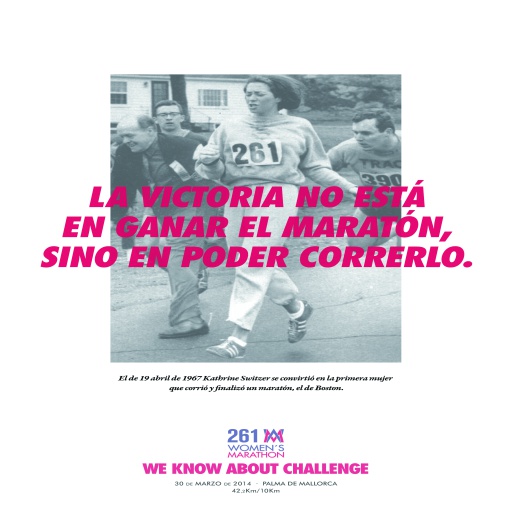 261
390
LA VICTORIA NO ESTÁ
EN GANAR EL MARATÓN,
SINO EN PODER CORRERLO.
El de 19 abril de 1967 Kathrine Switzer se convirtió en la primera mujer
que corrió y finalizó un maratón, el de Boston.
261
WOMEN'S
MARATHON
WE KNOW ABOUT CHALLENGE
30 DE MARZO DE 2014 · PALMA DE MALLORCA
42,2Km/10Km